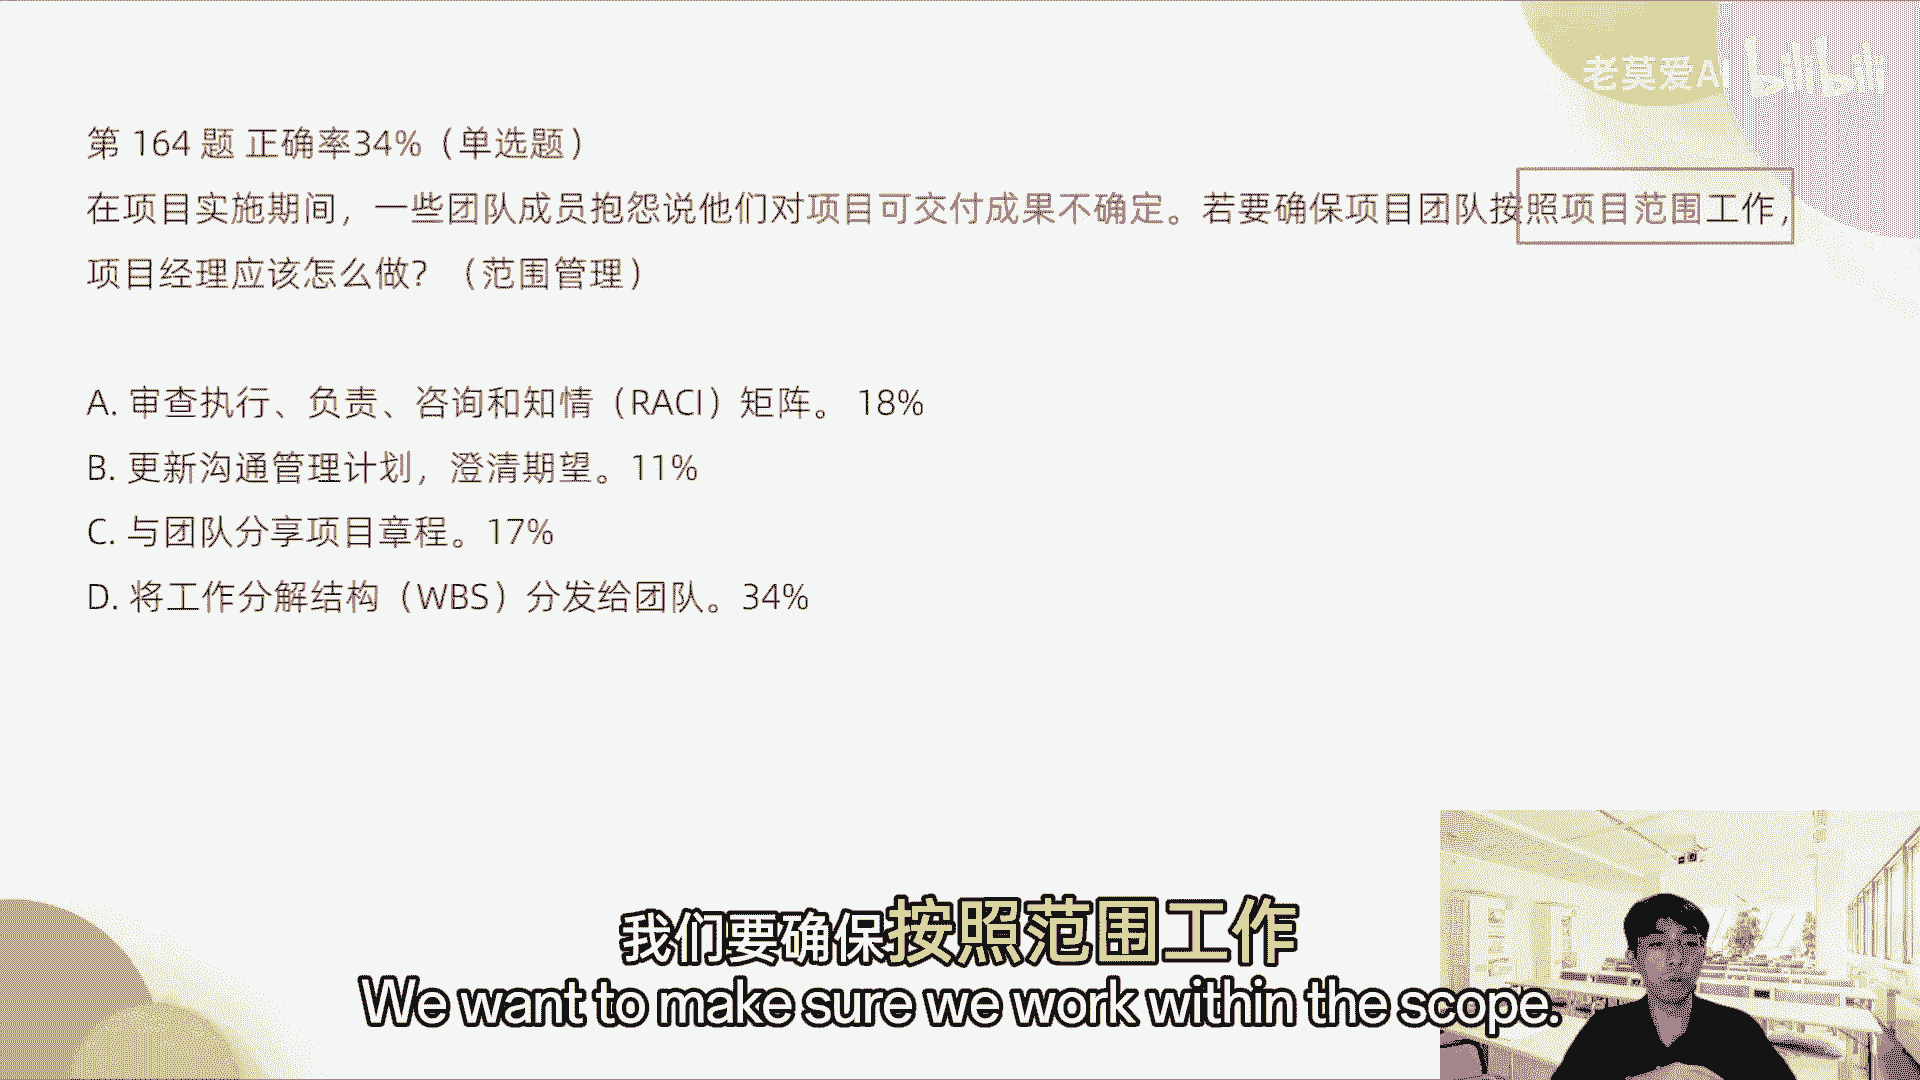 老莫爱AI bilibili
第 164 题 正确率34%（单选题）
在项目实施期间，一些团队成员抱怨说他们对项目可交付成果不确定。若要确保项目团队按照项目范围工作，
项目经理应该怎么做？（范围管理）
A. 审查执行、负责、咨询和知情（RACI）矩阵。 18%
B. 更新沟通管理计划，澄清期望。11%
C. 与团队分享项目章程。17%
D. 将工作分解结构（WBS）分发给团队。34%
我们要确保按照范围工作
We want to make sure we work within the scope.